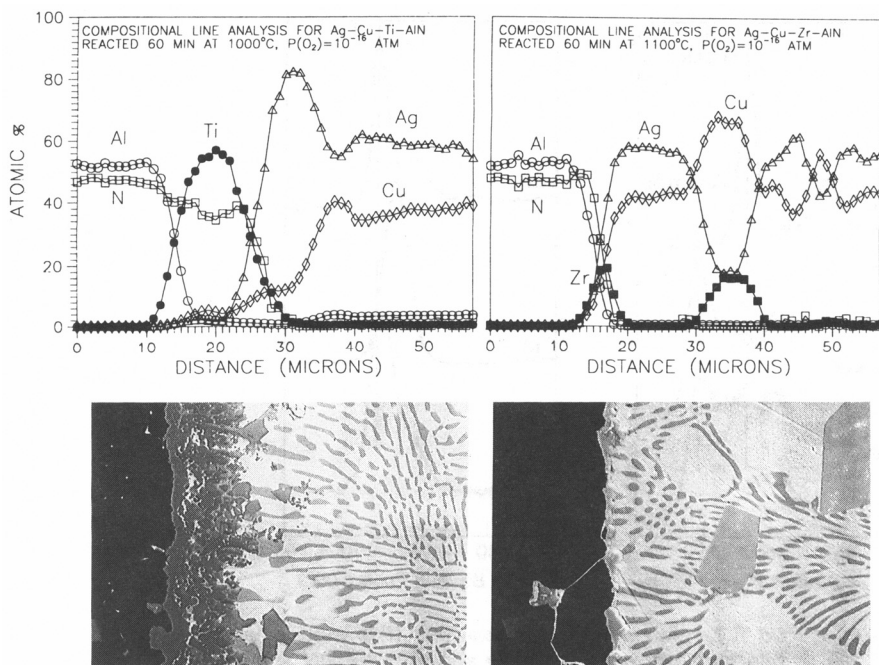 COMPOSITIONAL LINE ANALYSIS FOR Ag-Cu-Ti-AlN
REACTED 60 MIN AT 1000°C, P(O₂)=10⁻¹⁶ ATM
100
80
60
40
20
0
ATOMIC %
Al
N
Ti
Ag
Cu
0 10 20 30 40 50
DISTANCE (MICRONS)
COMPOSITIONAL LINE ANALYSIS FOR Ag-Cu-Zr-AlN
REACTED 60 MIN AT 1100°C, P(O₂)=10⁻¹⁶ ATM
Al
N
Zr
Ag
Cu
0 10 20 30 40 50
DISTANCE (MICRONS)